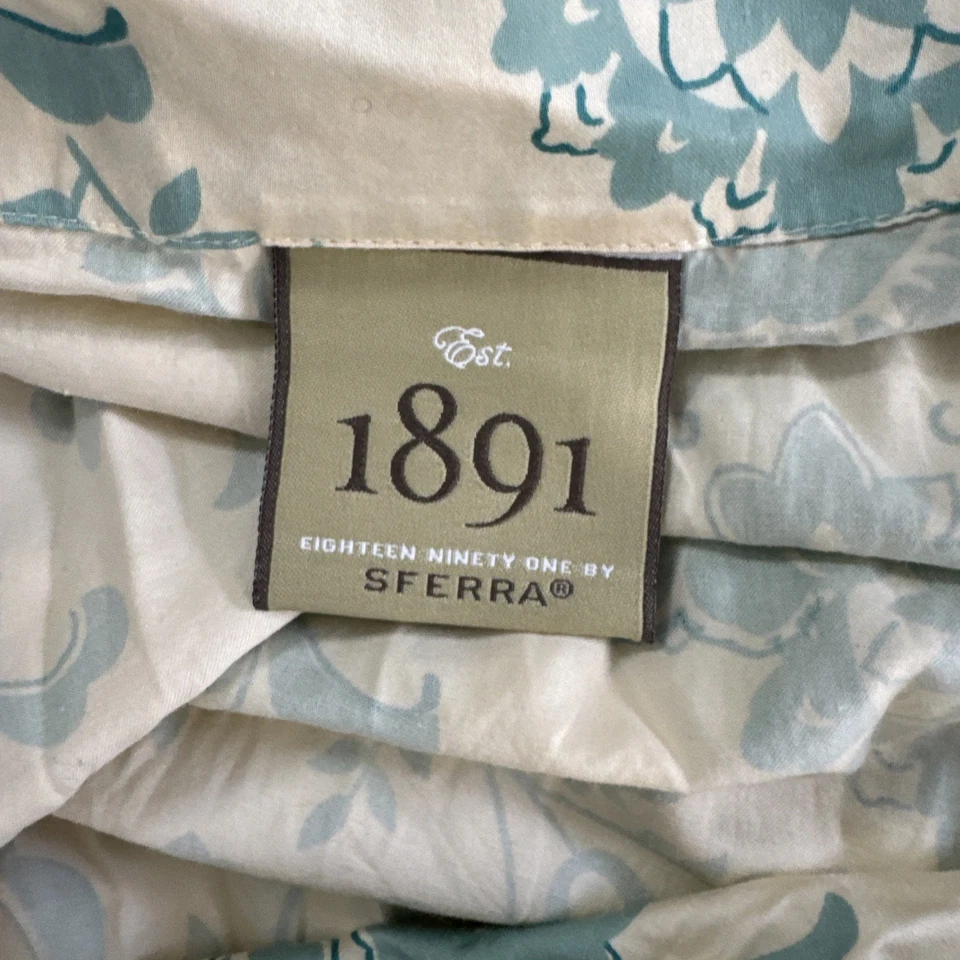 Est.
1891
EIGHTEEN NINETY ONE BY
SFERRA®